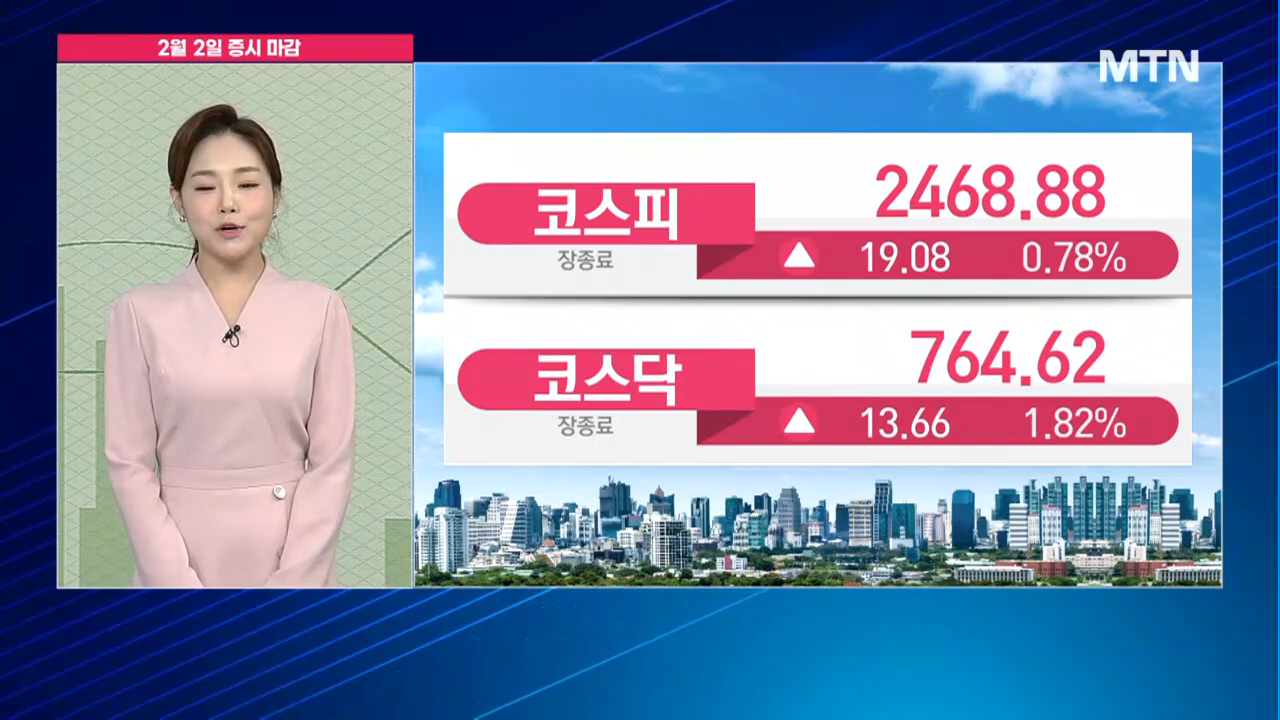 2월 2일 증시 마감
MTN
코스피
2468.88
장종료
▲ 19.08 0.78%
코스닥
764.62
장종료
▲ 13.66 1.82%